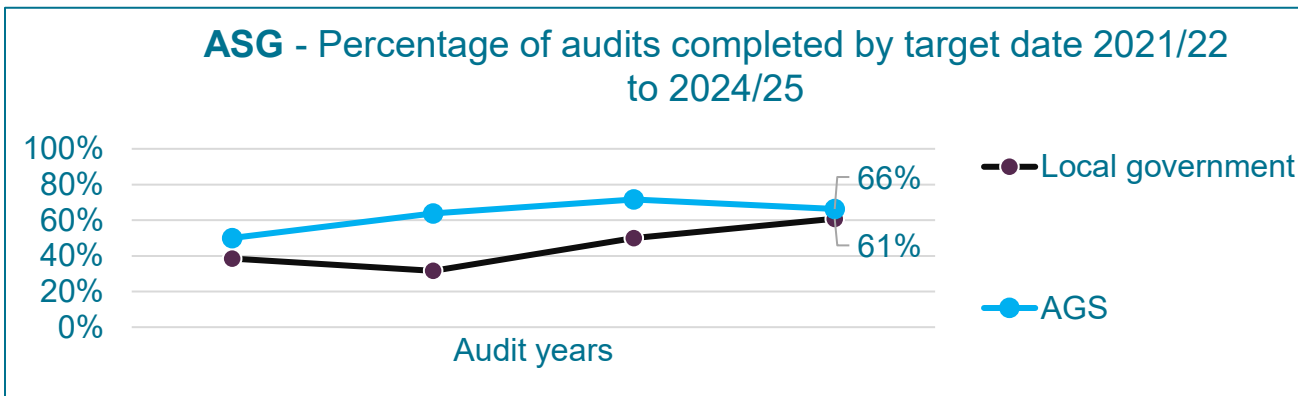 ASG - Percentage of audits completed by target date 2021/22
to 2024/25
100%
80%
60%
40%
20%
0%
66%
61%
Audit years
Local government
AGS